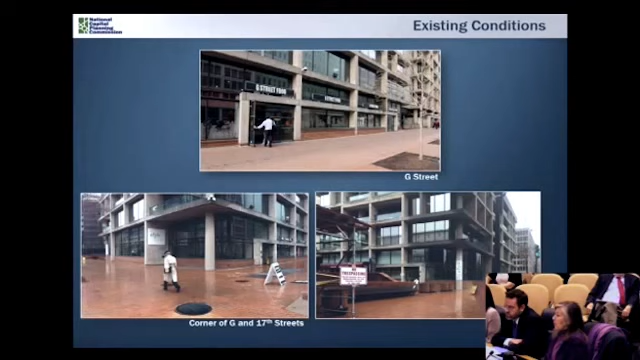 National
Capital
Planning
Commission
Existing Conditions
G STREET FOOD
G Street
NO
TRESPASSING
Corner of G and 17th Streets